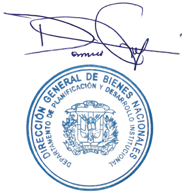 DIRECCIÓN GENERAL DE BIENES NACIONALES
DEPARTAMENTO DE PLANIFICACIÓN Y DESARROLLO INSTITUCIONAL